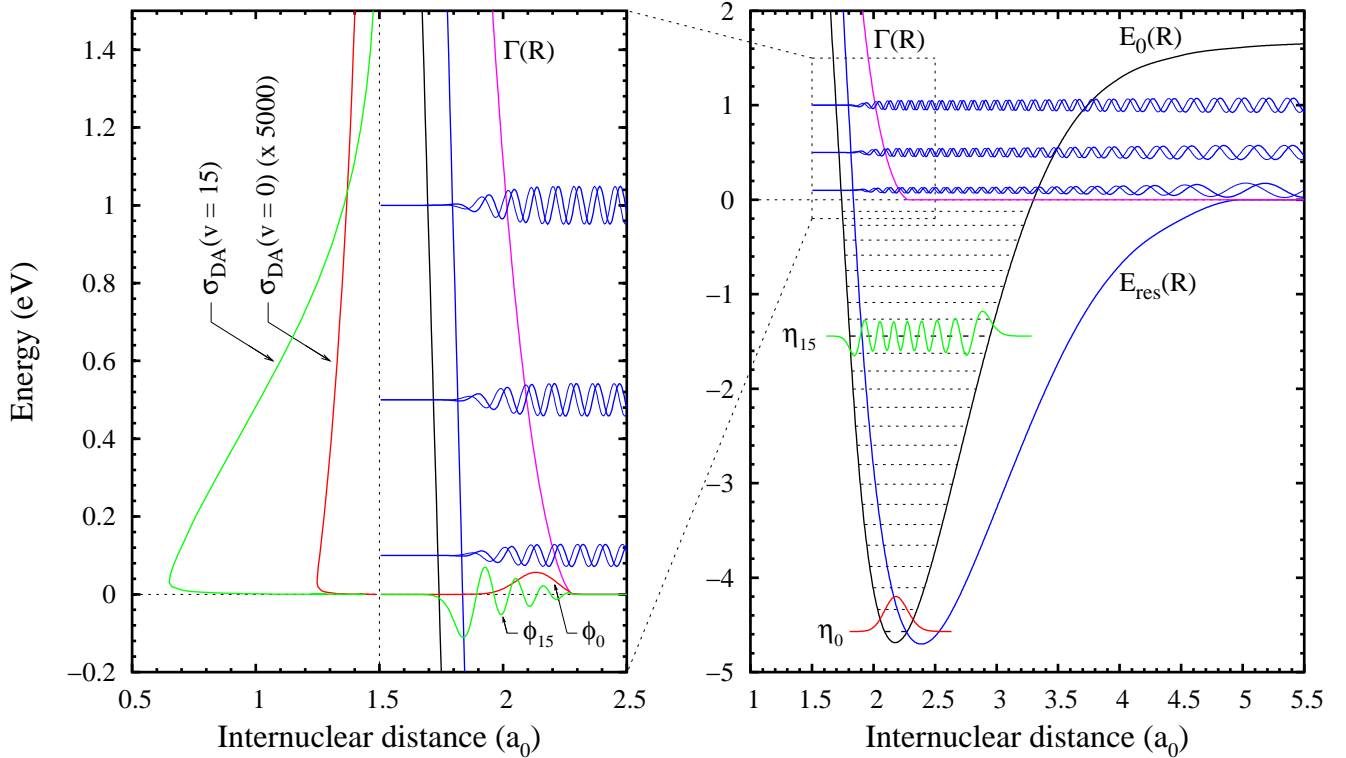 Energy (eV)
1.4
1.2
1
0.8
0.6
0.4
0.2
0
−0.2
0.5
1
1.5
2
2.5
Internuclear distance (a₀)
σ_DA(v = 15)
σ_DA(v = 0) (x 5000)
Γ(R)
ϕ₁₅
ϕ₀
2
1
0
−1
−2
−3
−4
−5
1
1.5
2
2.5
3
3.5
4
4.5
5
5.5
Internuclear distance (a₀)
Γ(R)
E₀(R)
E_res(R)
η₁₅
η₀